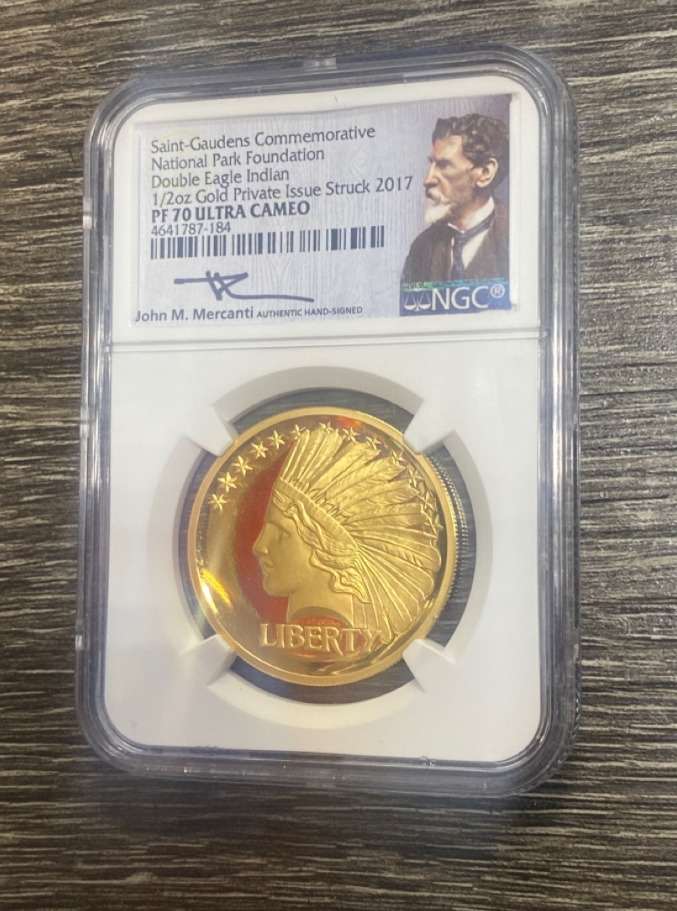 Saint-Gaudens Commemorative
National Park Foundation
Double Eagle Indian
1/2oz Gold Private Issue Struck 2017
PF 70 ULTRA CAMEO
4641787-184
John M. Mercanti AUTHENTIC HAND-SIGNED
NGC®
LIBERTY